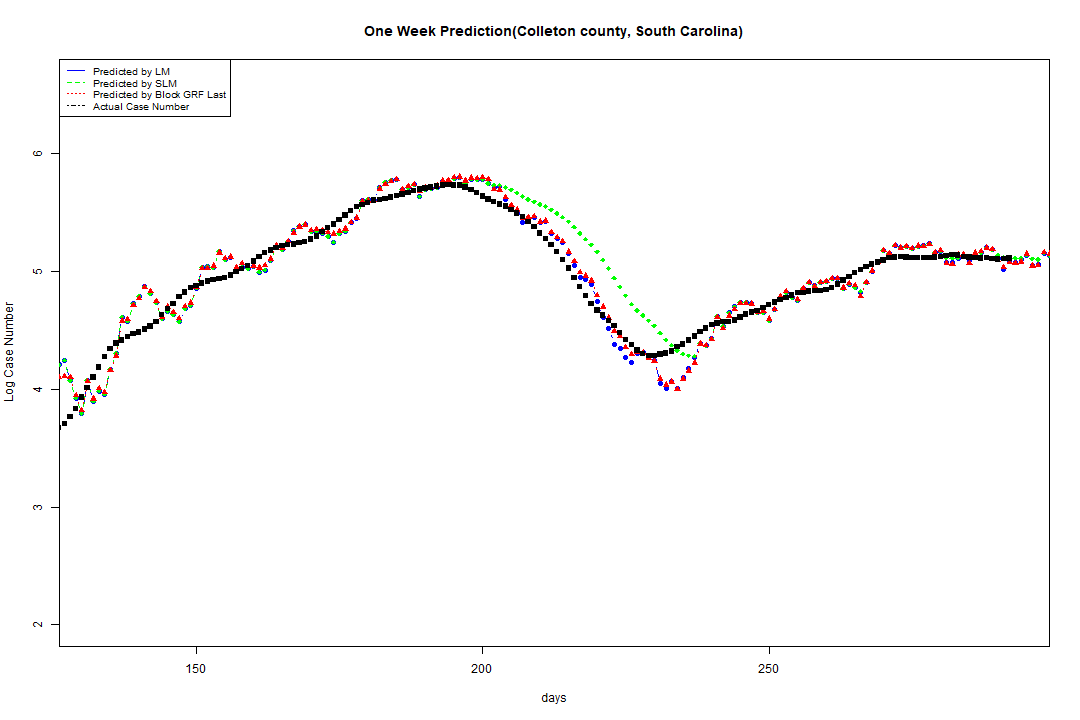 One Week Prediction(Colleton county, South Carolina)
Predicted by LM
Predicted by SLM
Predicted by Block GRF Last
Actual Case Number
6
5
4
3
2
Log Case Number
150
200
250
days